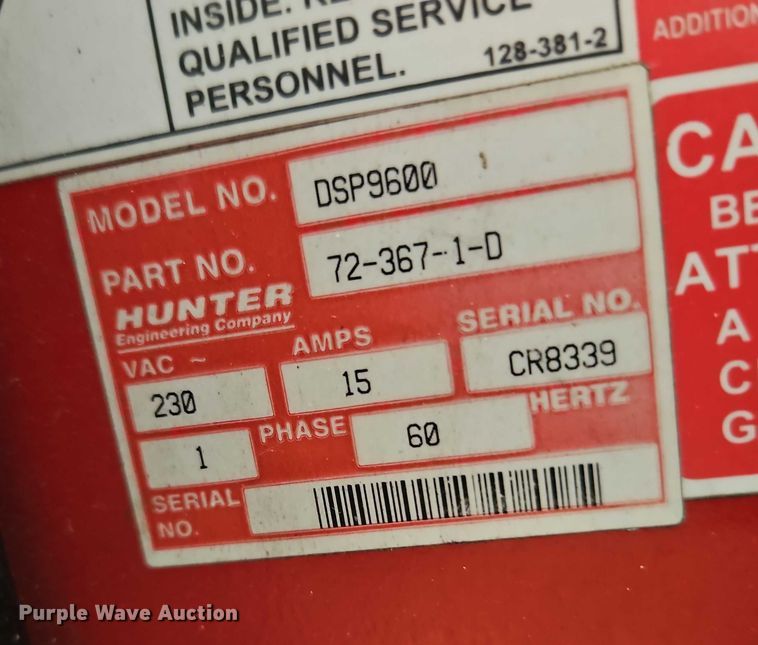 INSIDE.
QUALIFIED SERVICE
PERSONNEL. 128-381-2
ADDITION
MODEL NO. DSP9600
PART NO. 72-367-1-D
HUNTER
Engineering Company
SERIAL NO.
CR8339
VAC ~
230
AMPS
15
1 PHASE
60 HERTZ
SERIAL
NO.
CA
BE
ATT
A
C
G
Purple Wave Auction